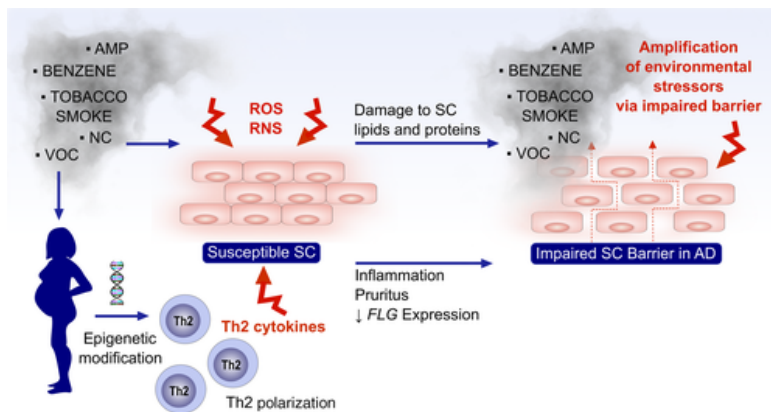 ▪ AMP
▪ BENZENE
▪ TOBACCO
SMOKE
▪ NC
▪ VOC
ROS
RNS
Damage to SC
lipids and proteins
▪ AMP
▪ BENZENE
▪ TOBACCO
SMOKE
▪ NC
▪ VOC
Amplification
of environmental
stressors
via impaired barrier
Susceptible SC
Impaired SC Barrier in AD
Inflammation
Pruritus
↓ FLG Expression
Epigenetic
modification
Th2
Th2
Th2
Th2 cytokines
Th2 polarization